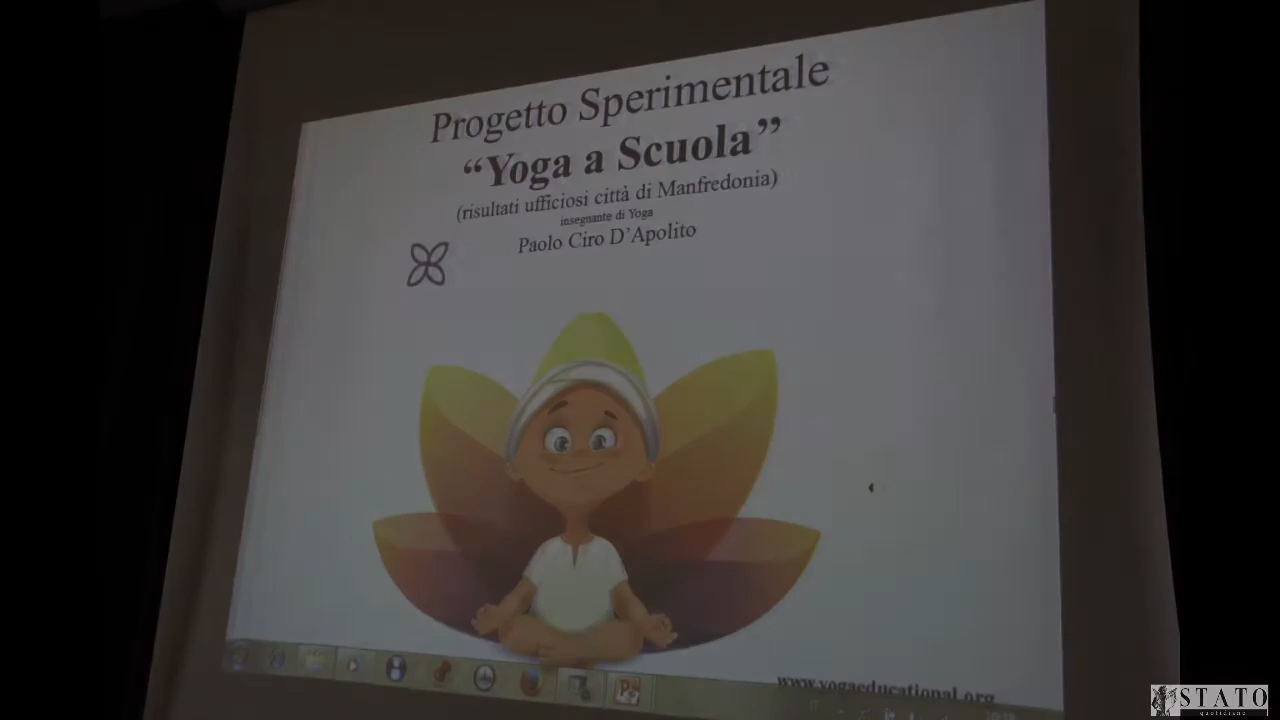 Progetto Sperimentale
“Yoga a Scuola”
(risultati ufficiosi città di Manfredonia)
insegnante di Yoga
Paolo Ciro D’Apolito
www.yogaeducational.org
STATO
quotidiano